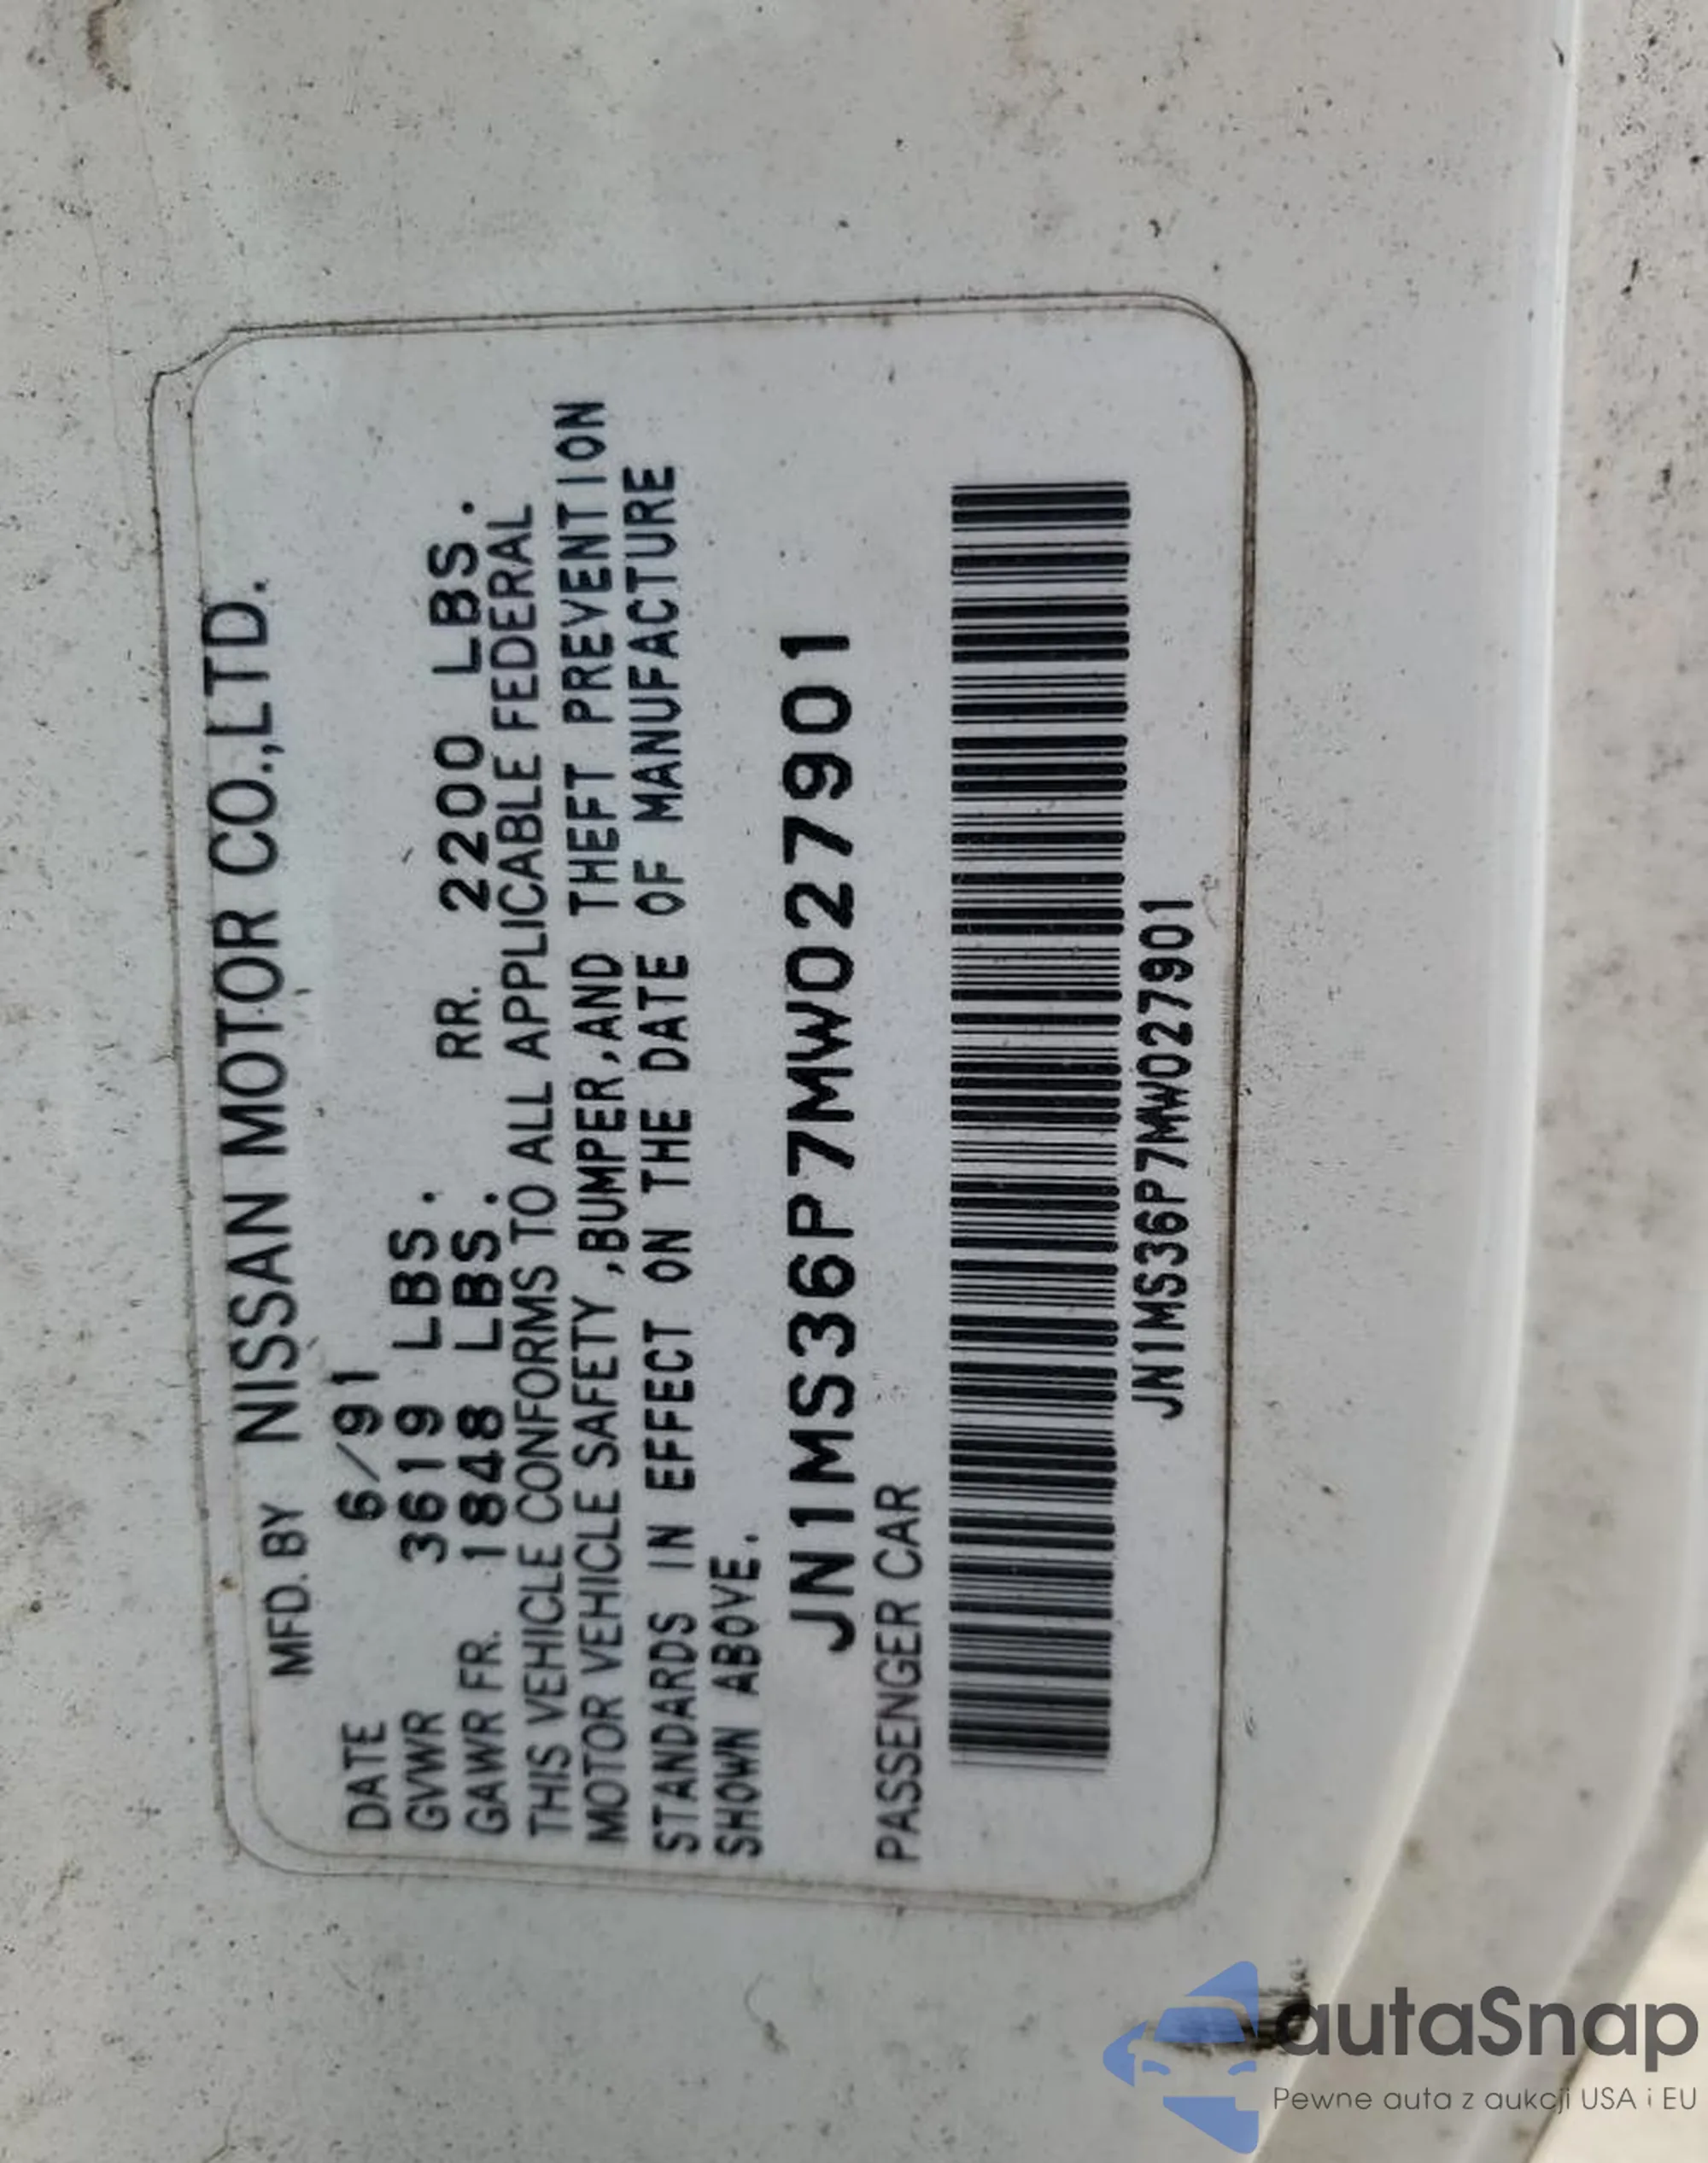 MFD. BY NISSAN MOTOR CO.,LTD.
DATE 6/91
GVWR 3619 LBS.
GAWR FR. 1848 LBS. RR. 2200 LBS.
THIS VEHICLE CONFORMS TO ALL APPLICABLE FEDERAL
MOTOR VEHICLE SAFETY ,BUMPER,AND THEFT PREVENTION
STANDARDS IN EFFECT ON THE DATE OF MANUFACTURE
SHOWN ABOVE.
JN1MS36P7MW027901
PASSENGER CAR
JN1MS36P7MW027901
autaSnap
Pewne auta z aukcji USA i EU